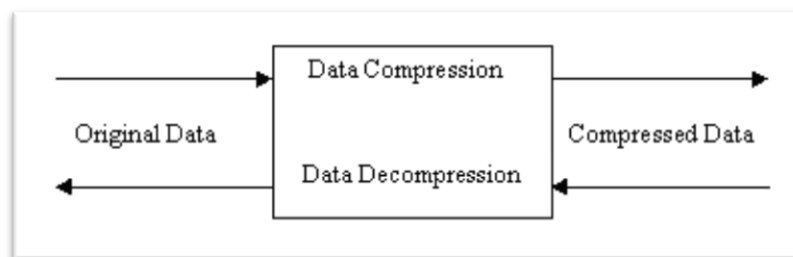 Data Compression
Original Data
Compressed Data
Data Decompression